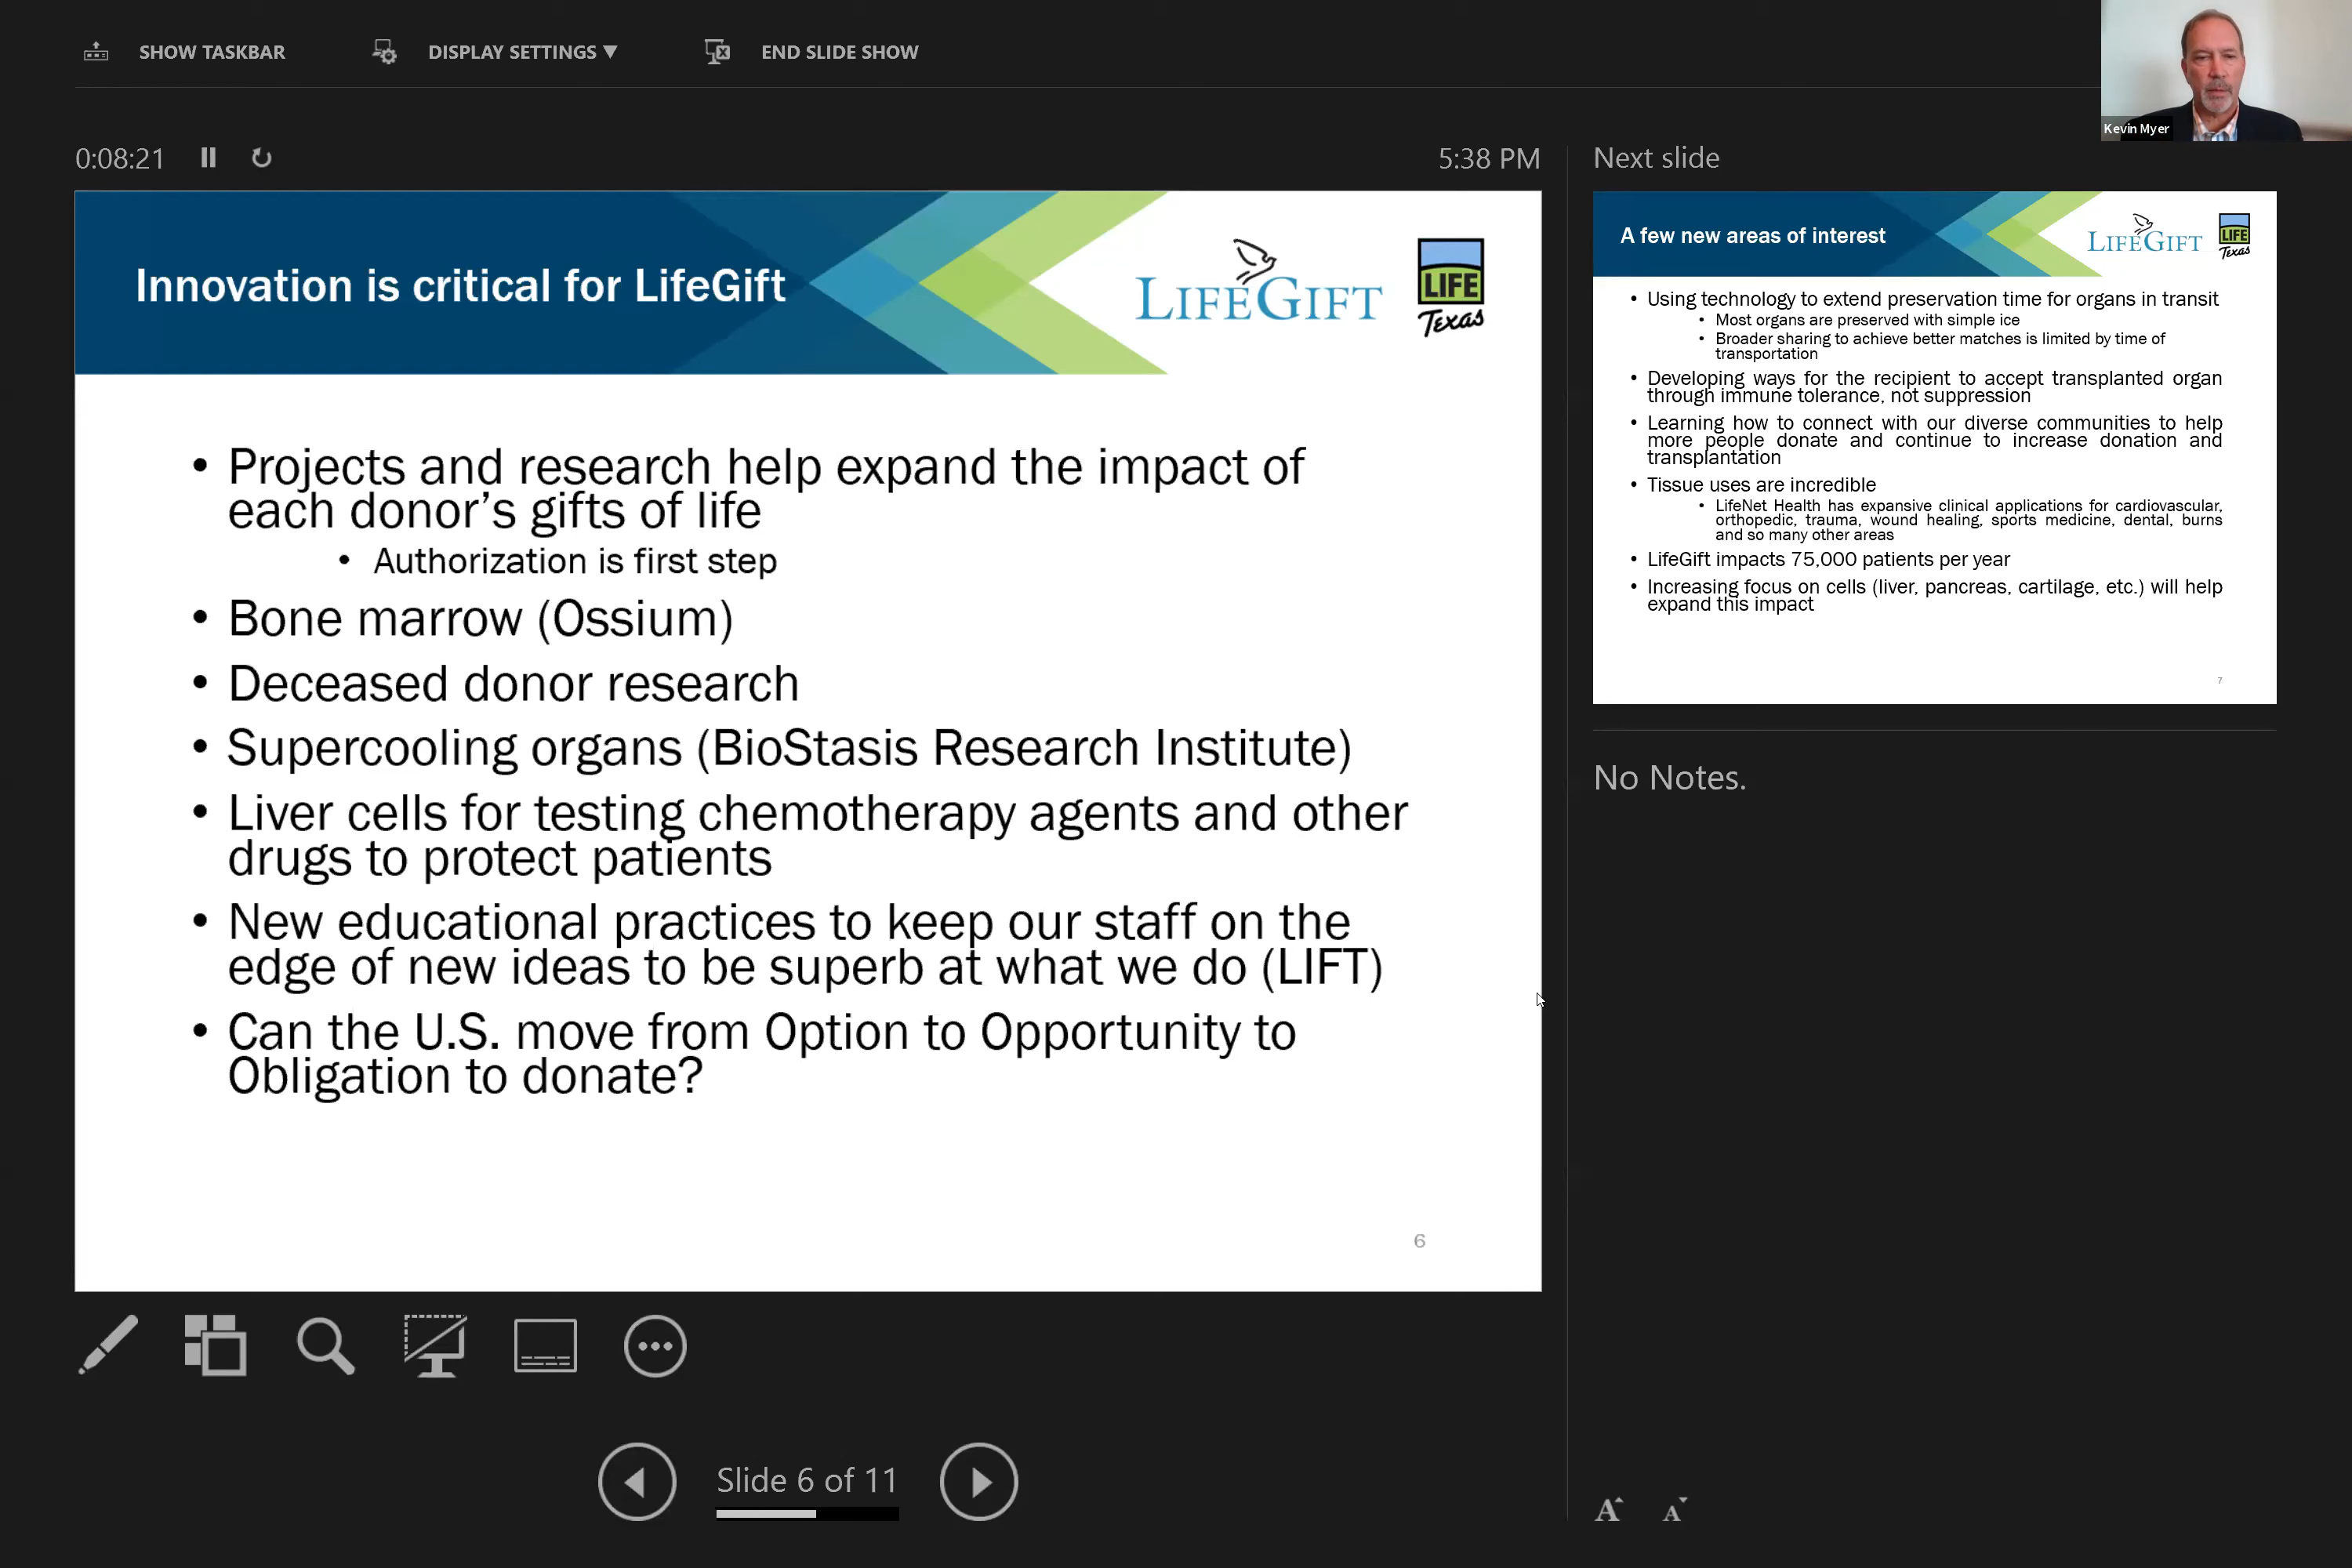 SHOW TASKBAR
DISPLAY SETTINGS ▼
END SLIDE SHOW
Kevin Myer
0:08:21
5:38 PM
Innovation is critical for LifeGift
LIFEGIFT
LIFE
Texas
• Projects and research help expand the impact of
each donor’s gifts of life
• Authorization is first step
• Bone marrow (Ossium)
• Deceased donor research
• Supercooling organs (BioStasis Research Institute)
• Liver cells for testing chemotherapy agents and other
drugs to protect patients
• New educational practices to keep our staff on the
edge of new ideas to be superb at what we do (LIFT)
• Can the U.S. move from Option to Opportunity to
Obligation to donate?
6
Slide 6 of 11
Next slide
A few new areas of interest
LIFEGIFT
LIFE
Texas
• Using technology to extend preservation time for organs in transit
• Most organs are preserved with simple ice
• Broader sharing to achieve better matches is limited by time of
transportation
• Developing ways for the recipient to accept transplanted organ
through immune tolerance, not suppression
• Learning how to connect with our diverse communities to help
more people donate and continue to increase donation and
transplantation
• Tissue uses are incredible
• LifeNet Health has expansive clinical applications for cardiovascular,
orthopedic, trauma, wound healing, sports medicine, dental, burns
and so many other areas
• LifeGift impacts 75,000 patients per year
• Increasing focus on cells (liver, pancreas, cartilage, etc.) will help
expand this impact
7
No Notes.
A A